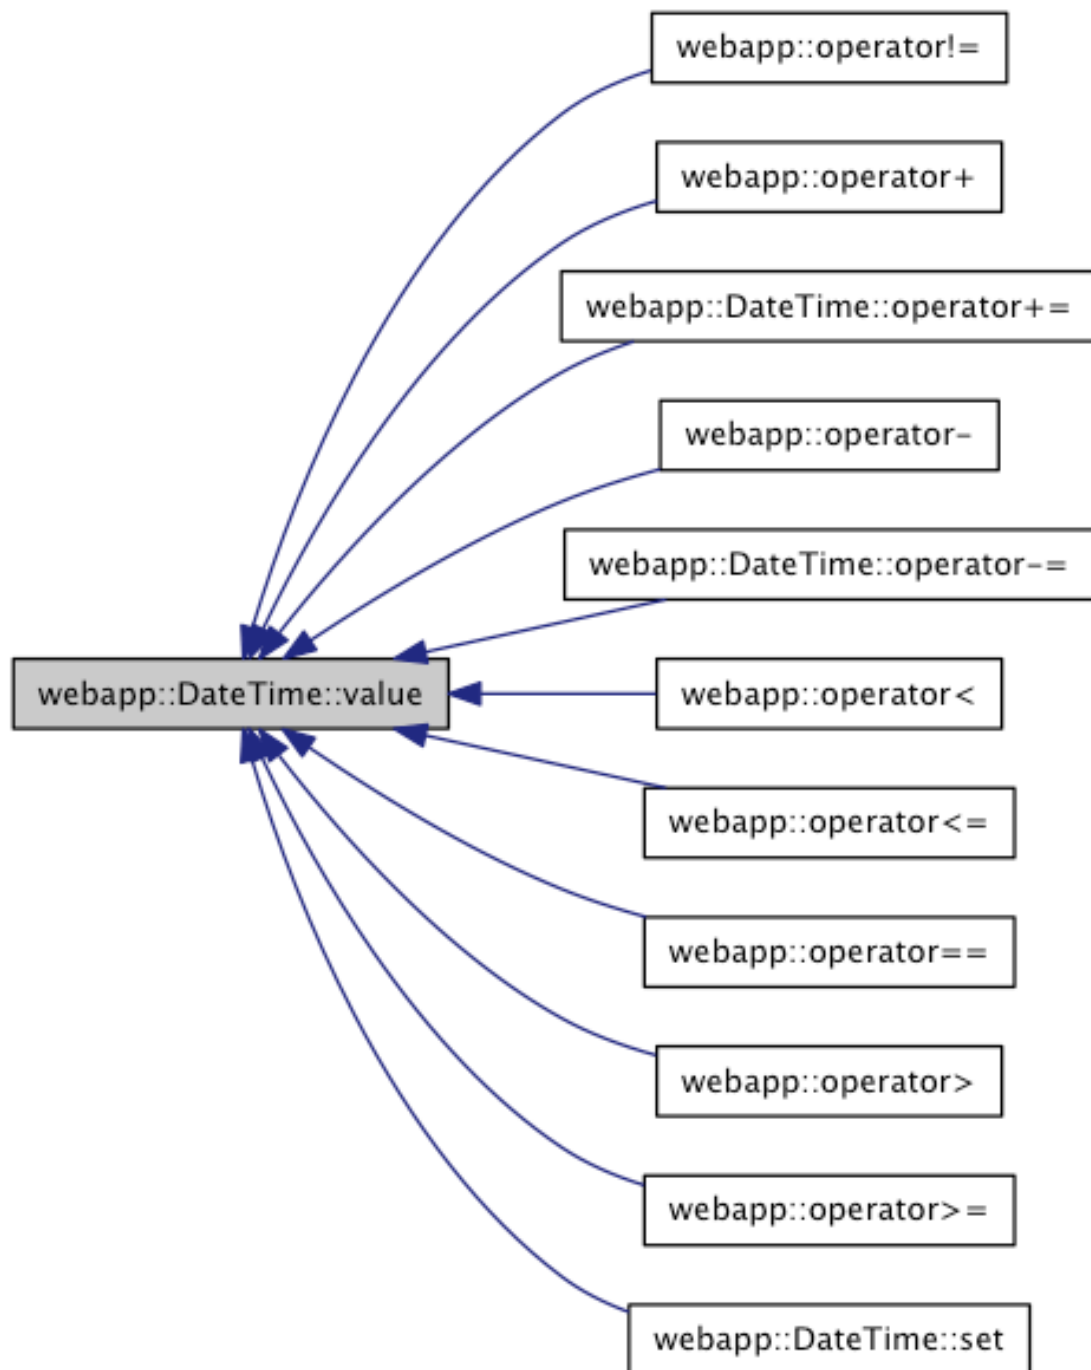 webapp::operator!=
webapp::operator+
webapp::DateTime::operator+=
webapp::operator-
webapp::DateTime::operator-=
webapp::DateTime::value
webapp::operator<
webapp::operator<=
webapp::operator==
webapp::operator>
webapp::operator>=
webapp::DateTime::set